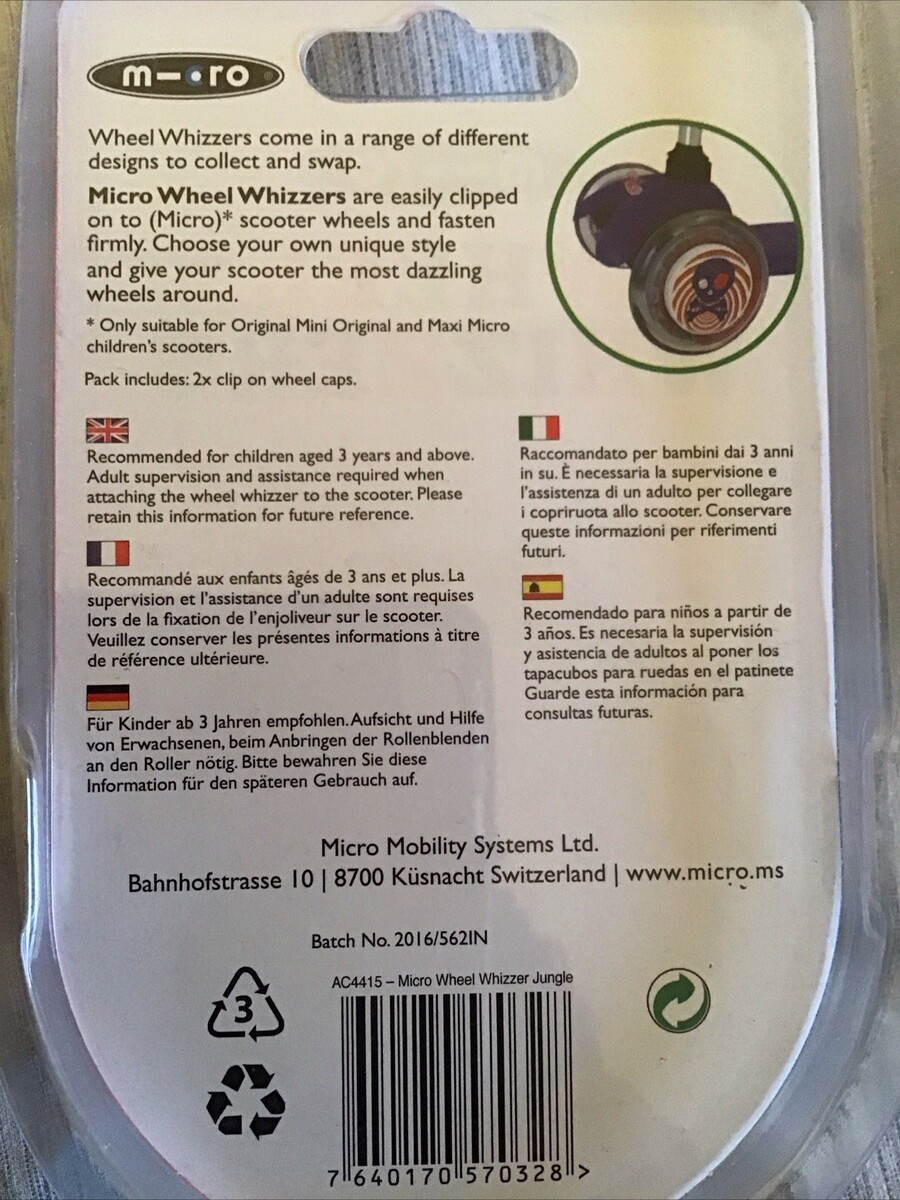 micro
Wheel Whizzers come in a range of different
designs to collect and swap.
Micro Wheel Whizzers are easily clipped
on to (Micro)* scooter wheels and fasten
firmly. Choose your own unique style
and give your scooter the most dazzling
wheels around.
* Only suitable for Original Mini Original and Maxi Micro
children's scooters.
Pack includes: 2x clip on wheel caps.
Recommended for children aged 3 years and above.
Adult supervision and assistance required when
attaching the wheel whizzer to the scooter. Please
retain this information for future reference.
Recommandé aux enfants âgés de 3 ans et plus. La
supervision et l'assistance d'un adulte sont requises
lors de la fixation de l'enjoliveur sur le scooter.
Veuillez conserver les présentes informations à titre
de référence ultérieure.
Für Kinder ab 3 Jahren empfohlen. Aufsicht und Hilfe
von Erwachsenen, beim Anbringen der Rollenblenden
an den Roller nötig. Bitte bewahren Sie diese
Information für den späteren Gebrauch auf.
Raccomandato per bambini dai 3 anni
in su. È necessaria la supervisione e
l'assistenza di un adulto per collegare
i copriruota allo scooter. Conservare
queste informazioni per riferimenti
futuri.
Recomendado para niños a partir de
3 años. Es necesaria la supervisión
y asistencia de adultos al poner los
tapacubos para ruedas en el patinete
Guarde esta información para
consultas futuras.
Micro Mobility Systems Ltd.
Bahnhofstrasse 10 | 8700 Küsnacht Switzerland | www.micro.ms
Batch No. 2016/562IN
AC4415 – Micro Wheel Whizzer Jungle
3
7 640170 570328 >